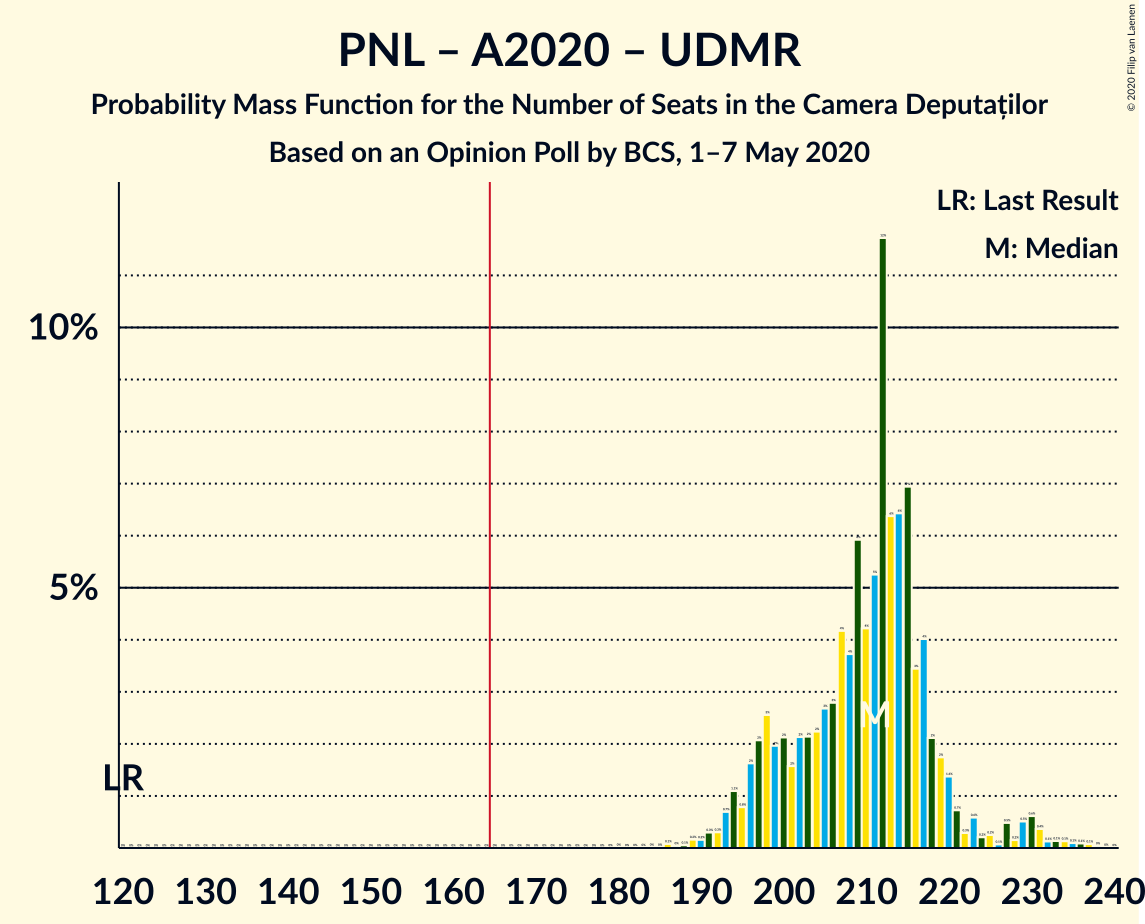 PNL – A2020 – UDMR
Probability Mass Function for the Number of Seats in the Camera Deputaților
Based on an Opinion Poll by BCS, 1–7 May 2020
© 2020 Filip van Laenen
LR: Last Result
M: Median
10%
5%
LR
M
120 130 140 150 160 170 180 190 200 210 220 230 240